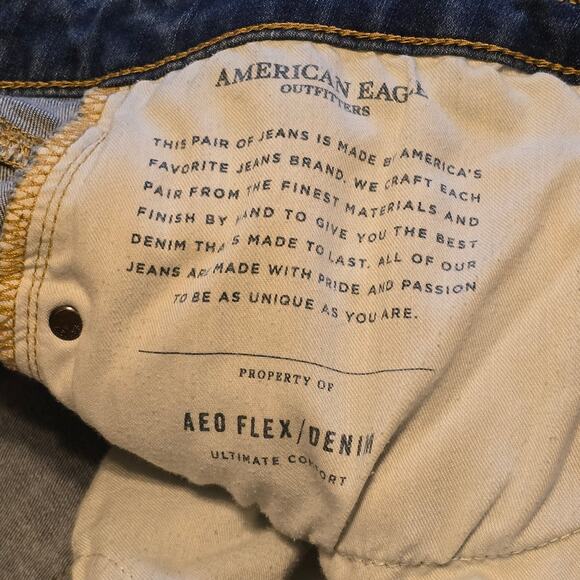 AMERICAN EAGLE
OUTFITTERS
THIS PAIR OF JEANS IS MADE BY AMERICA'S
FAVORITE JEANS BRAND. WE CRAFT EACH
PAIR FROM THE FINEST MATERIALS AND
FINISH BY HAND TO GIVE YOU THE BEST
DENIM THAT IS MADE TO LAST. ALL OF OUR
JEANS ARE MADE WITH PRIDE AND PASSION
TO BE AS UNIQUE AS YOU ARE.
PROPERTY OF
AEO FLEX/DENIM
ULTIMATE COMFORT